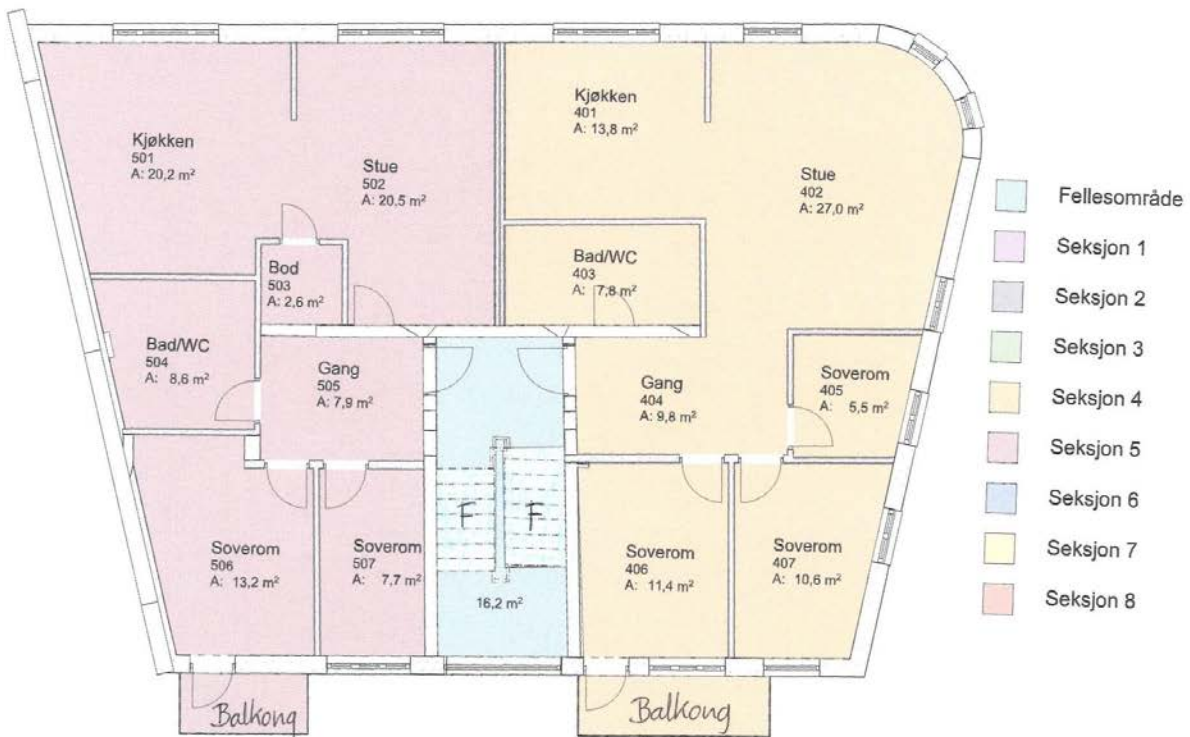 Kjøkken
501
A: 20,2 m²
Stue
502
A: 20,5 m²
Bod
503
A: 2,6 m²
Bad/WC
504
A: 8,6 m²
Gang
505
A: 7,9 m²
Soverom
506
A: 13,2 m²
Soverom
507
A: 7,7 m²
Balkong
F F
16,2 m²
Kjøkken
401
A: 13,8 m²
Stue
402
A: 27,0 m²
Bad/WC
403
A: 7,8 m²
Gang
404
A: 9,8 m²
Soverom
405
A: 5,5 m²
Soverom
406
A: 11,4 m²
Soverom
407
A: 10,6 m²
Balkong
Fellesområde
Seksjon 1
Seksjon 2
Seksjon 3
Seksjon 4
Seksjon 5
Seksjon 6
Seksjon 7
Seksjon 8